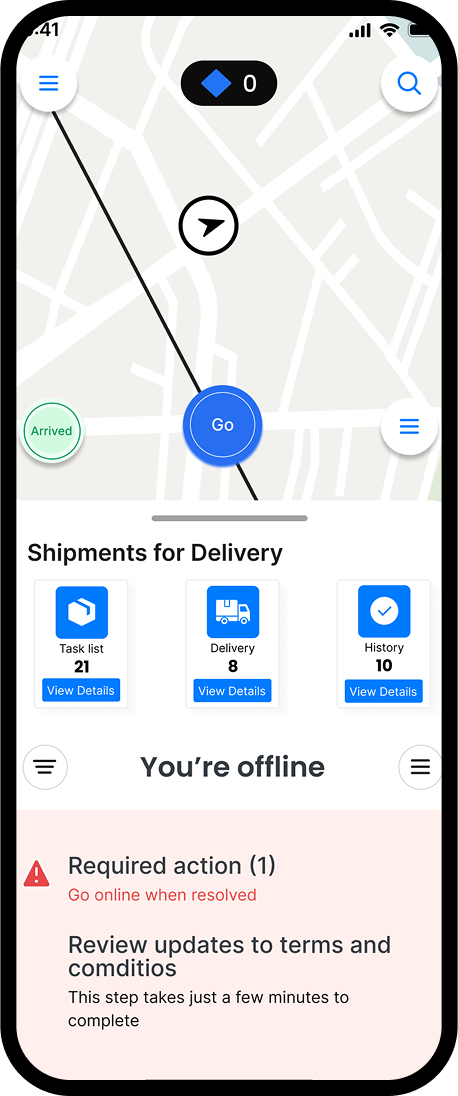 :41
0
Arrived
Go
Shipments for Delivery
Task list
21
View Details
Delivery
8
View Details
History
10
View Details
You’re offline
Required action (1)
Go online when resolved
Review updates to terms and
comditios
This step takes just a few minutes to
complete